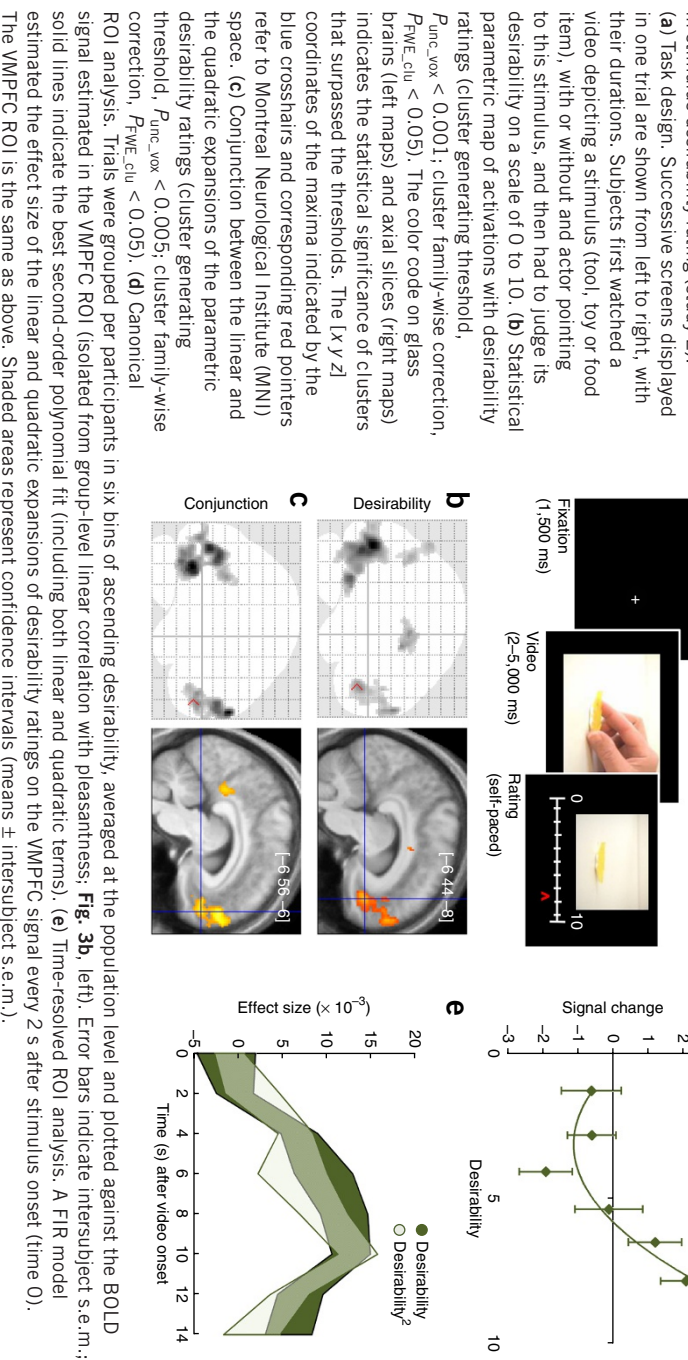 (a) Task design. Successive screens displayed
in one trial are shown from left to right, with
their durations. Subjects first watched a
video depicting a stimulus (tool, toy or food
item), with or without and actor pointing
to this stimulus, and then had to judge its
desirability on a scale of 0 to 10. (b) Statistical
parametric map of activations with desirability
ratings (cluster generating threshold,
Punc_vox < 0.001; cluster family-wise correction,
PFWE_clu < 0.05). The color code on glass
brains (left maps) and axial slices (right maps)
indicates the statistical significance of clusters
that surpassed the thresholds. The [x y z]
coordinates of the maxima indicated by the
blue crosshairs and corresponding red pointers
refer to Montreal Neurological Institute (MNI)
space. (c) Conjunction between the linear and
the quadratic expansions of the parametric
desirability ratings (cluster generating
threshold, Punc_vox < 0.005; cluster family-wise
correction, PFWE_clu < 0.05). (d) Canonical
ROI analysis. Trials were grouped per participants in six bins of ascending desirability, averaged at the population level and plotted against the BOLD
signal estimated in the VMPFC ROI (isolated from group-level linear correlation with pleasantness; Fig. 3b, left). Error bars indicate intersubject s.e.m.;
solid lines indicate the best second-order polynomial fit (including both linear and quadratic terms). (e) Time-resolved ROI analysis. A FIR model
estimated the effect size of the linear and quadratic expansions of desirability ratings on the VMPFC signal every 2 s after stimulus onset (time 0).
The VMPFC ROI is the same as above. Shaded areas represent confidence intervals (means ± intersubject s.e.m.).
Fixation
(1,500 ms)
+
Video
(2–5,000 ms)
Rating
(self-paced)
0
10
b
Desirability
[–6 44 –8]
c
Conjunction
[–6 56 –6]
Signal change
2
1
0
–1
–2
–3
0
5
10
Desirability
e
Effect size (× 10–3)
20
15
10
5
0
–5
Desirability
Desirability2
0
2
4
6
8
10
12
14
Time (s) after video onset